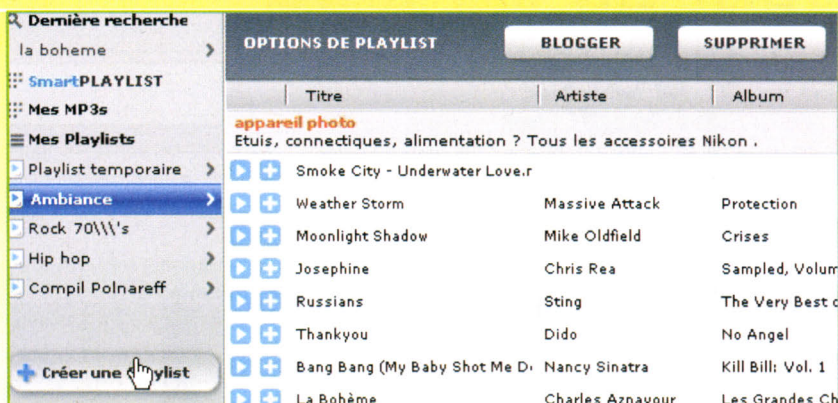 Dernière recherche
la boheme
SmartPLAYLIST
Mes MP3s
Mes Playlists
Playlist temporaire
Ambiance
Rock 70\\\'s
Hip hop
Compil Polnareff
Créer une playlist
OPTIONS DE PLAYLIST BLOGGER SUPPRIMER
Titre Artiste Album
appareil photo
Etuis, connectiques, alimentation ? Tous les accessoires Nikon .
Smoke City - Underwater Love.r
Weather Storm Massive Attack Protection
Moonlight Shadow Mike Oldfield Crises
Josephine Chris Rea Sampled, Volum
Russians Sting The Very Best o
Thankyou Dido No Angel
Bang Bang (My Baby Shot Me D Nancy Sinatra Kill Bill: Vol. 1
La Bohème Charles Aznavour Les Grandes Ch